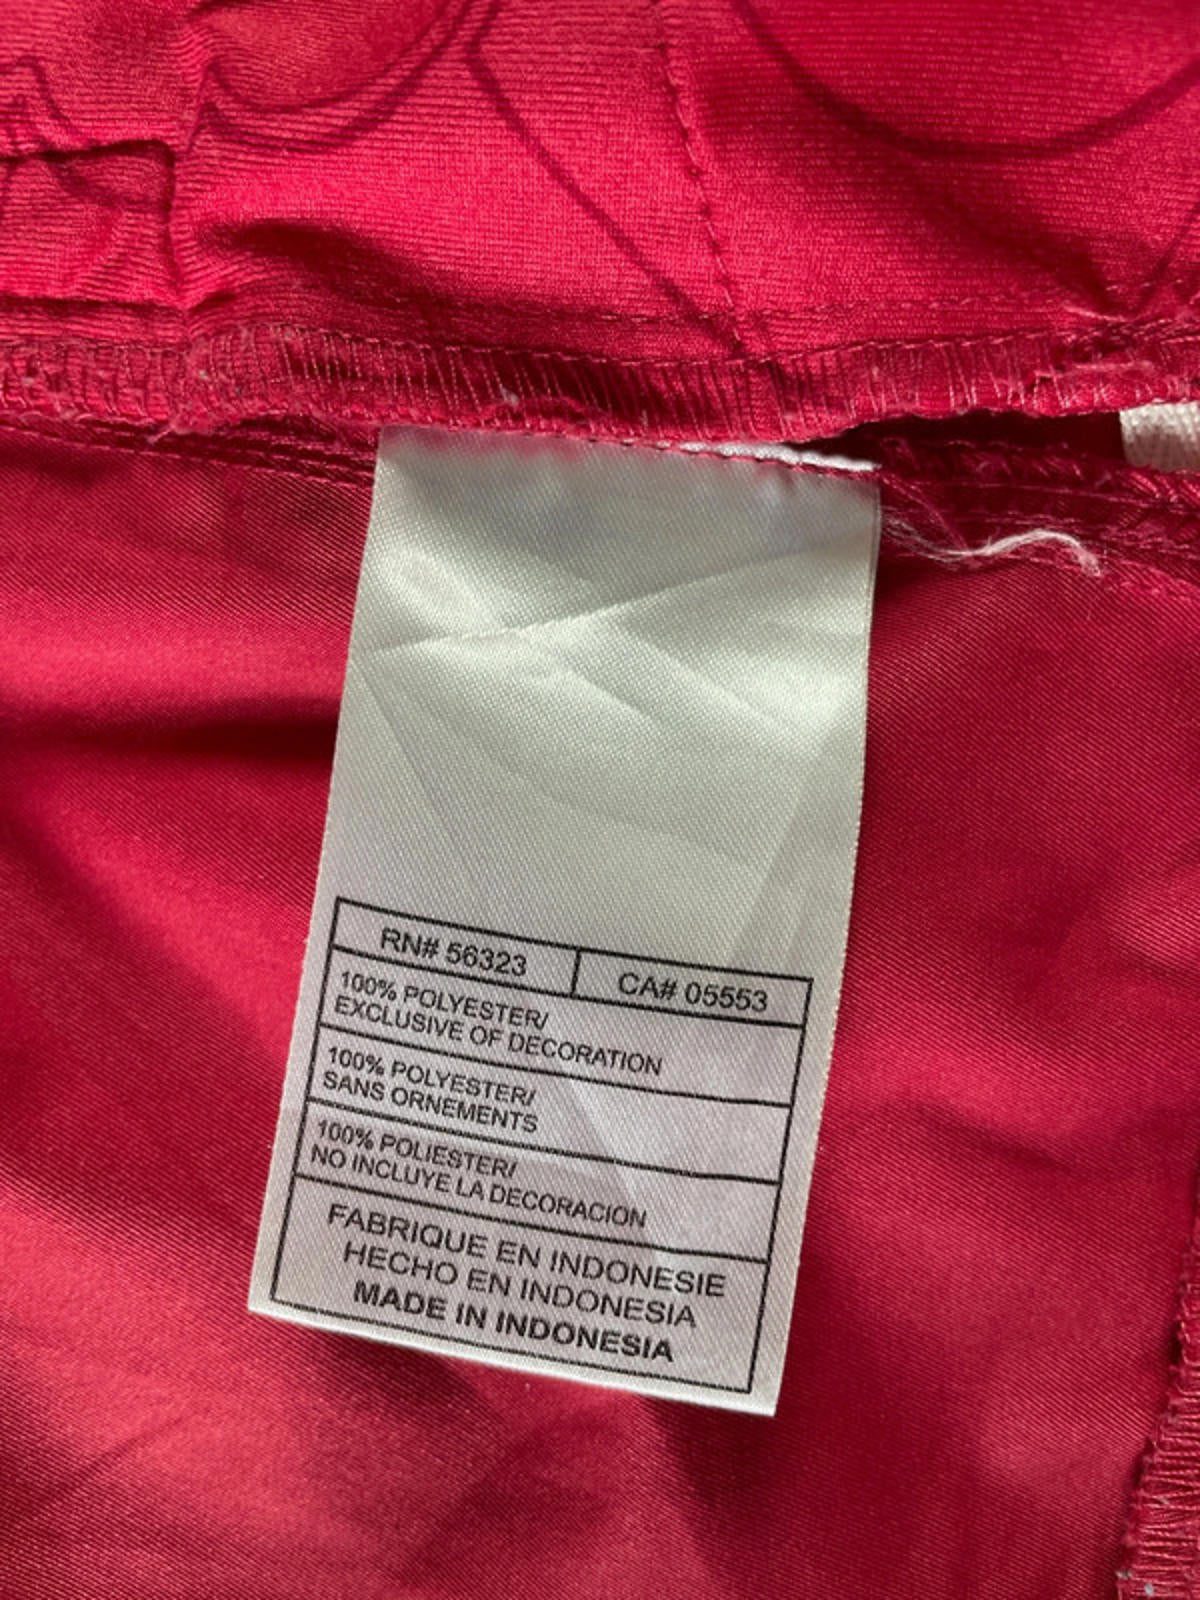 RN# 56323 CA# 05553
100% POLYESTER/
EXCLUSIVE OF DECORATION
100% POLYESTER/
SANS ORNEMENTS
100% POLIESTER/
NO INCLUYE LA DECORACION
FABRIQUE EN INDONESIE
HECHO EN INDONESIA
MADE IN INDONESIA